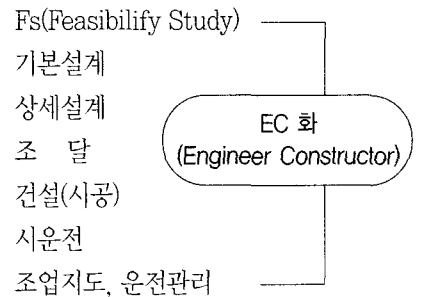 Fs(Feasibilify Study)
기본설계
상세설계
조 달
건설(시공)
시운전
조업지도, 운전관리
EC 화
(Engineer Constructor)